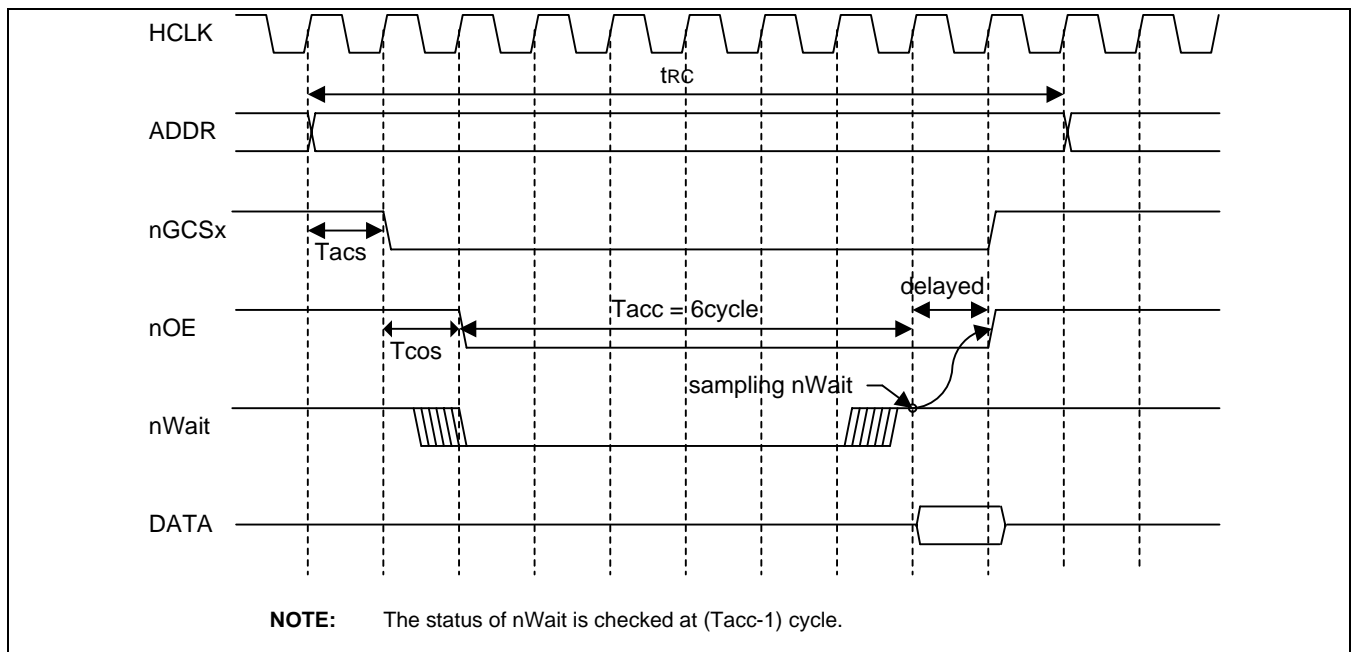 HCLK
tRC
ADDR
nGCSx
Tacs
delayed
Tacc = 6cycle
nOE
Tcos
sampling nWait
nWait
DATA
NOTE: The status of nWait is checked at (Tacc-1) cycle.